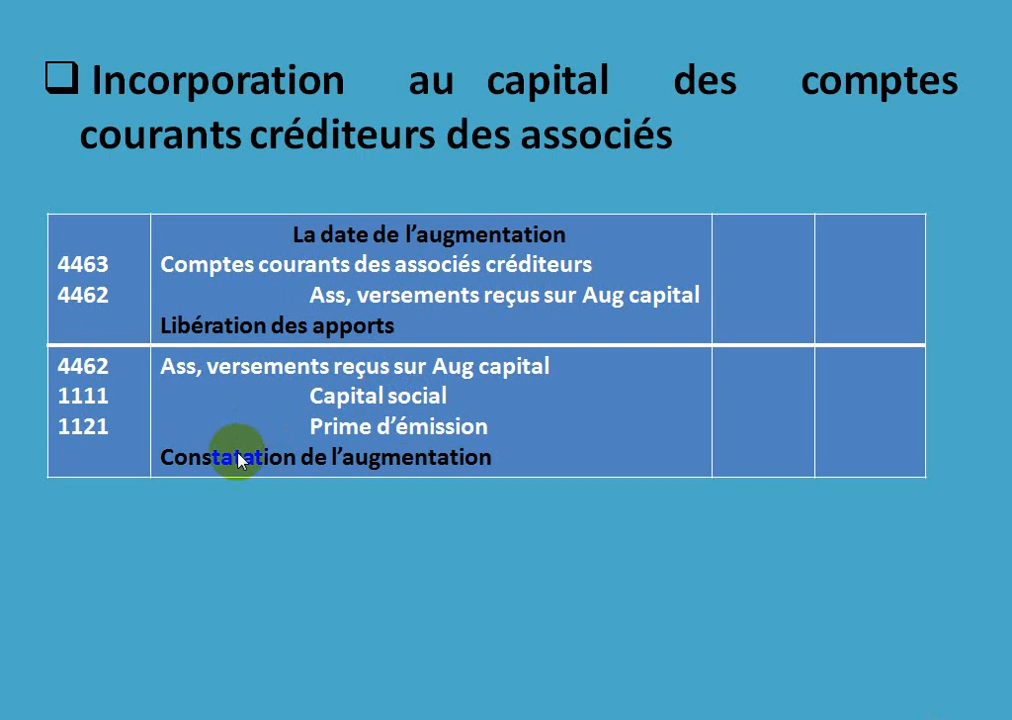 Incorporation au capital des comptes
courants créditeurs des associés
La date de l'augmentation
4463 Comptes courants des associés créditeurs
4462 Ass, versements reçus sur Aug capital
Libération des apports
4462 Ass, versements reçus sur Aug capital
1111 Capital social
1121 Prime d'émission
Constatation de l'augmentation